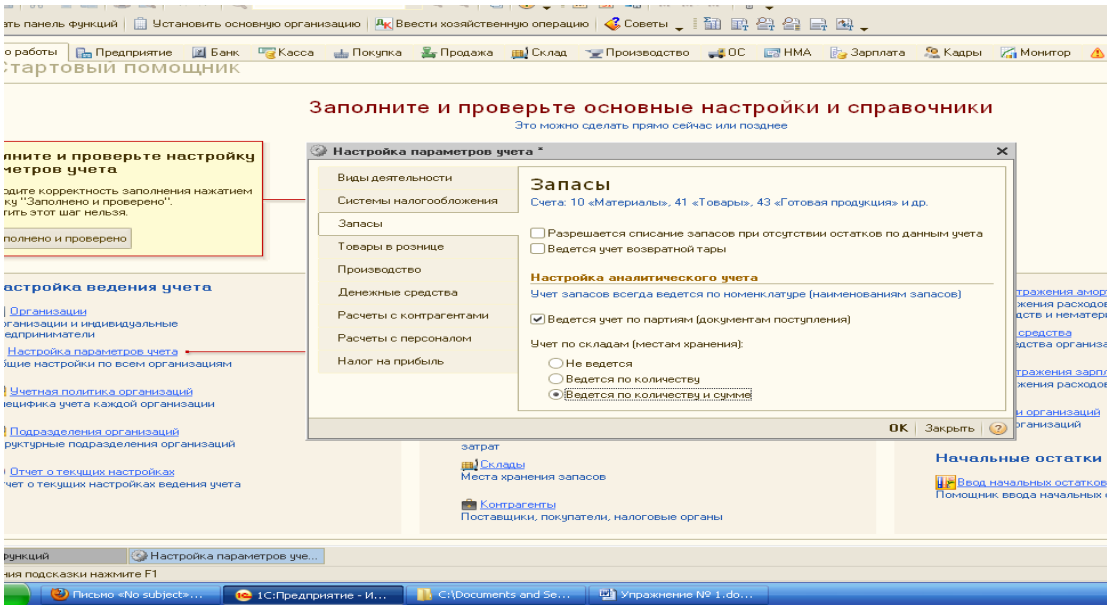 ать панель функций Установить основную организацию Ввести хозяйственную операцию Советы
о работы Предприятие Банк Касса Покупка Продажа Склад Производство ОС НМА Зарплата Кадры Монитор
Стартовый помощник
Заполните и проверьте основные настройки и справочники
Это можно сделать прямо сейчас или позднее
лните и проверьте настройку
метров учета
одите корректность заполнения нажатием
ку "Заполнено и проверено".
тить этот шаг нельзя.
полнено и проверено
Настройка параметров учета *
Виды деятельности
Системы налогообложения
Запасы
Товары в рознице
Производство
Денежные средства
Расчеты с контрагентами
Расчеты с персоналом
Налог на прибыль
Запасы
Счета: 10 «Материалы», 41 «Товары», 43 «Готовая продукция» и др.
Разрешается списание запасов при отсутствии остатков по данным учета
Ведется учет возвратной тары
Настройка аналитического учета
Учет запасов всегда ведется по номенклатуре (наименованиям запасов)
Ведется учет по партиям (документам поступления)
Учет по складам (местам хранения):
Не ведется
Ведется по количеству
Ведется по количеству и сумме
OK Закрыть
астройка ведения учета
Организации
рганизации и индивидуальные
едприниматели
Настройка параметров учета
бщие настройки по всем организациям
Учетная политика организаций
пецифика учета каждой организации
Подразделения организаций
руктурные подразделения организаций
Отчет о текущих настройках
чет о текущих настройках ведения учета
затрат
Склады
Места хранения запасов
Контрагенты
Поставщики, покупатели, налоговые органы
тражения аморт
жения расходов
дств и нематери
средства
дства организа
тражения зарпл
жения расходов
и организаций
рганизаций
Начальные остатки
Ввод начальных остатков
Помощник ввода начальных
функций Настройка параметров уче...
ния подсказки нажмите F1
Письмо «No subject»... 1С:Предприятие - И... C:\Documents and Se... Упражнение № 1.do...